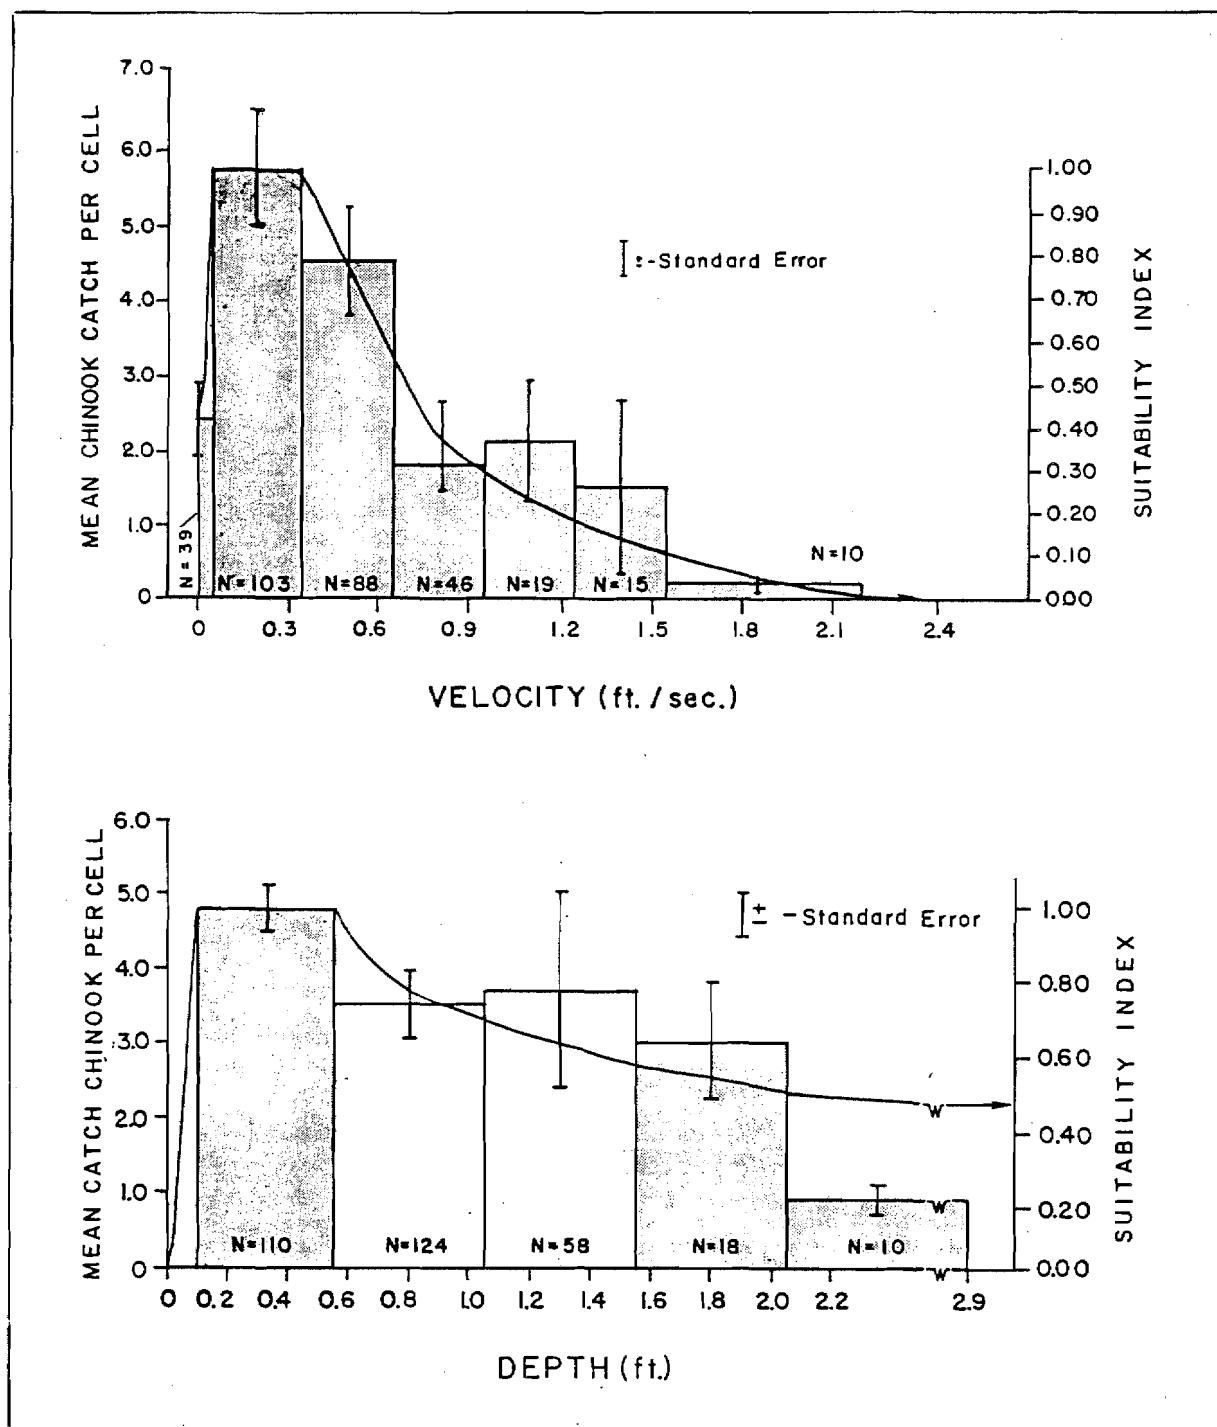 MEAN CHINOOK CATCH PER CELL
7.0
6.0
5.0
4.0
3.0
2.0
1.0
0
N=39
N=103
N=88
N=46
N=19
N=15
N=10
±-Standard Error
1.00
0.90
0.80
0.70
0.60
0.50
0.40
0.30
0.20
0.10
0.00
SUITABILITY INDEX
0 0.3 0.6 0.9 1.2 1.5 1.8 2.1 2.4
VELOCITY (ft. / sec.)
MEAN CATCH CHINOOK PER CELL
6.0
5.0
4.0
3.0
2.0
1.0
0
N=110
N=124
N=58
N=18
N=10
± -Standard Error
1.00
0.80
0.60
0.40
0.20
0.00
SUITABILITY INDEX
0 0.2 0.4 0.6 0.8 1.0 1.2 1.4 1.6 1.8 2.0 2.2 2.9
DEPTH (ft.)